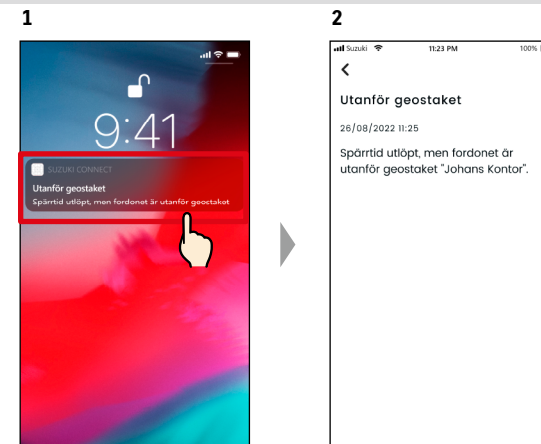 1
9:41
SUZUKI CONNECT
Utanför geostaket
Spärrtid utlöpt, men fordonet är utanför geostaket
2
Suzuki 11:23 PM 100%
Utanför geostaket
26/08/2022 11:25
Spärrtid utlöpt, men fordonet är
utanför geostaket "Johans Kontor".